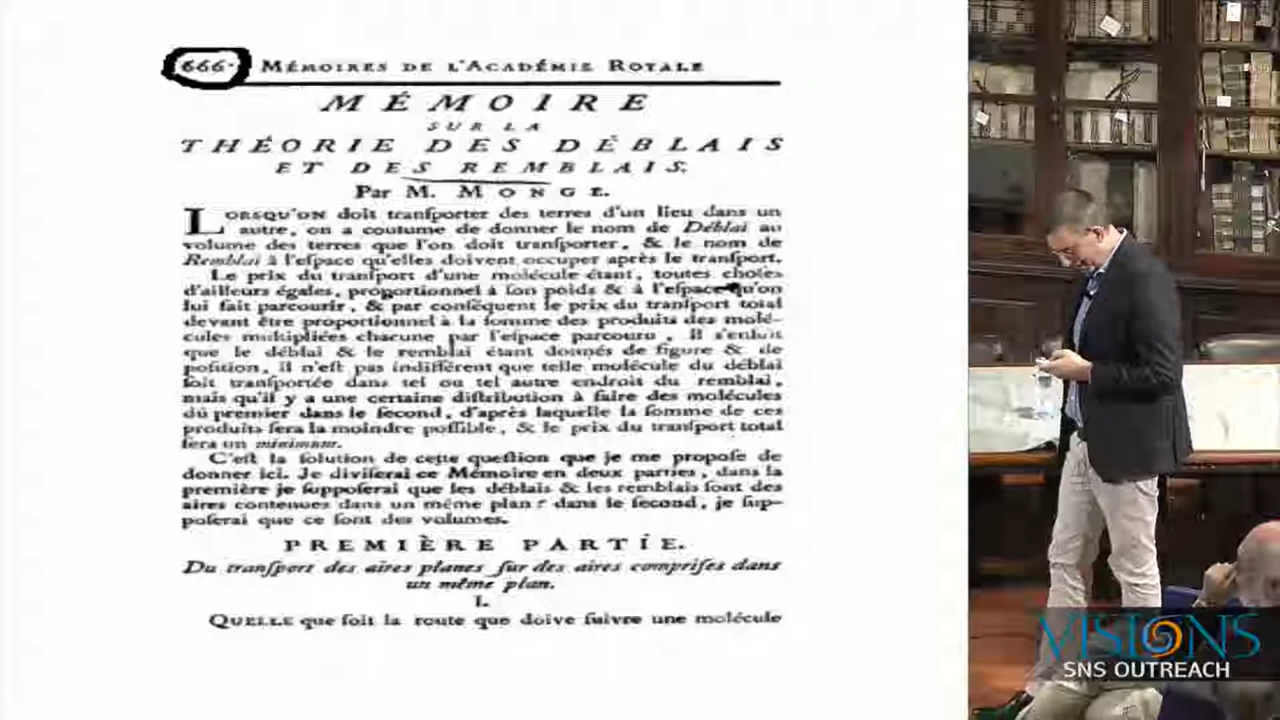 666. MÉMOIRES DE L'ACADÉMIE ROYALE
MÉMOIRE
SUR LA
THÉORIE DES DÉBLAIS
ET DES REMBLAIS.
Par M. MONGE.
LORSQU'ON doit tranſporter des terres d'un lieu dans un
autre, on a coutume de donner le nom de Déblai au
volume des terres que l'on doit tranſporter, & le nom de
Remblai à l'eſpace qu'elles doivent occuper après le tranſport.
Le prix du tranſport d'une molécule étant, toutes choſes
d'ailleurs égales, proportionnel à ſon poids & à l'eſpace qu'on
lui fait parcourir, & par conſéquent le prix du tranſport total
devant être proportionnel à la ſomme des produits des molé-
cules multipliées chacune par l'eſpace parcouru, il s'enſuit
que le déblai & le remblai étant donnés de figure & de
poſition, il n'eſt pas indifférent que telle molécule du déblai
ſoit tranſportée dans tel ou tel autre endroit du remblai,
mais qu'il y a une certaine diſtribution à faire des molécules
du premier dans le ſecond, d'après laquelle la ſomme de ces
produits ſera la moindre poſſible, & le prix du tranſport total
ſera un minimum.
C'eſt la ſolution de cette queſtion que je me propoſe de
donner ici. Je diviſerai ce Mémoire en deux parties, dans la
première je ſuppoſerai que les déblais & les remblais ſont des
aires contenues dans un même plan : dans le ſecond, je ſup-
poſerai que ce ſont des volumes.
PREMIÈRE PARTIE.
Du tranſport des aires planes ſur des aires compriſes dans
un même plan.
I.
QUELLE que ſoit la route que doive ſuivre une molécule
VISIONS
SNS OUTREACH